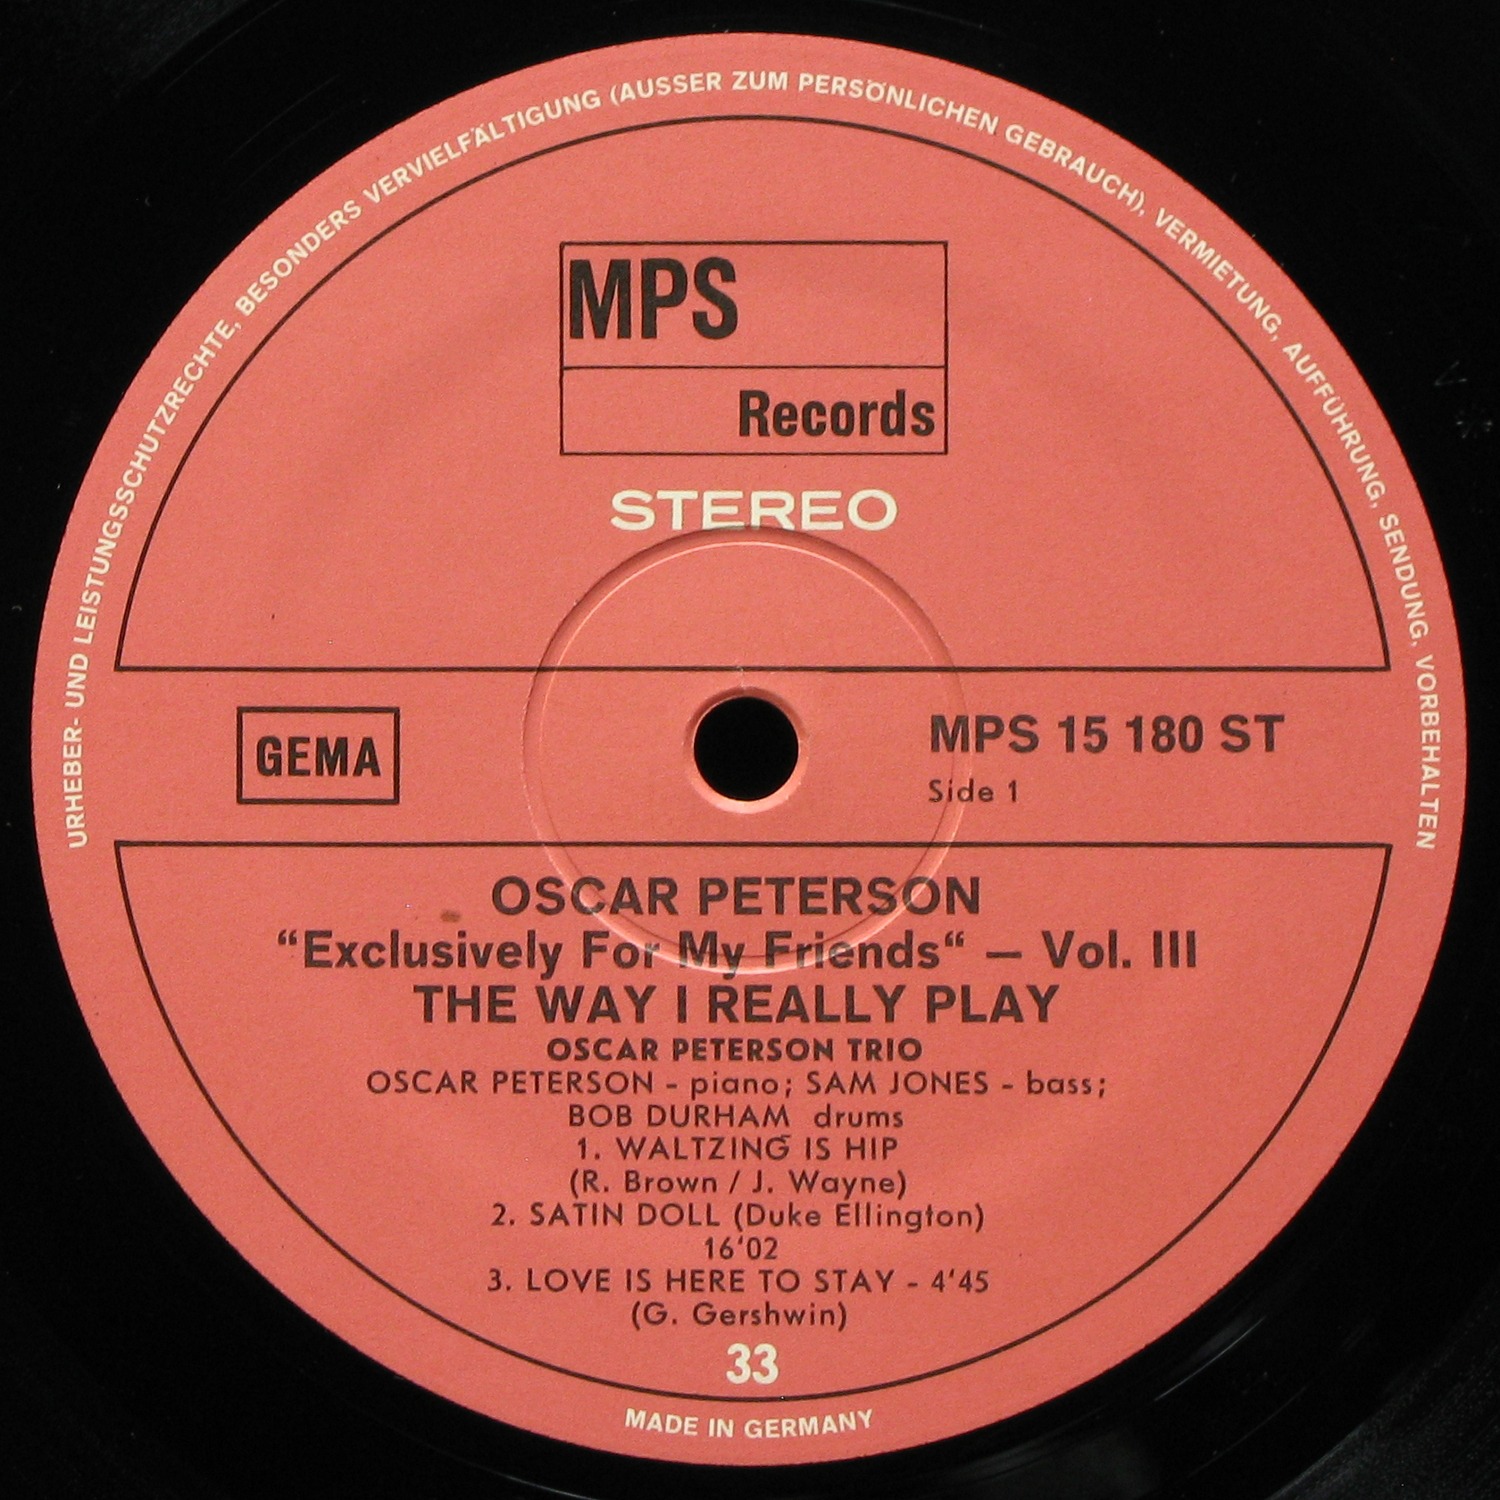 URHEBER- UND LEISTUNGSSCHUTZRECHTE, BESONDERS VERVIELFÄLTIGUNG (AUSSER ZUM PERSÖNLICHEN GEBRAUCH), VERMIETUNG, AUFFÜHRUNG, SENDUNG, VORBEHALTEN
MPS
Records
STEREO
GEMA
MPS 15 180 ST
Side 1
OSCAR PETERSON
“Exclusively For My Friends“ – Vol. III
THE WAY I REALLY PLAY
OSCAR PETERSON TRIO
OSCAR PETERSON - piano; SAM JONES - bass;
BOB DURHAM drums
1. WALTZING IS HIP
(R. Brown / J. Wayne)
2. SATIN DOLL (Duke Ellington)
16'02
3. LOVE IS HERE TO STAY - 4'45
(G. Gershwin)
33
MADE IN GERMANY